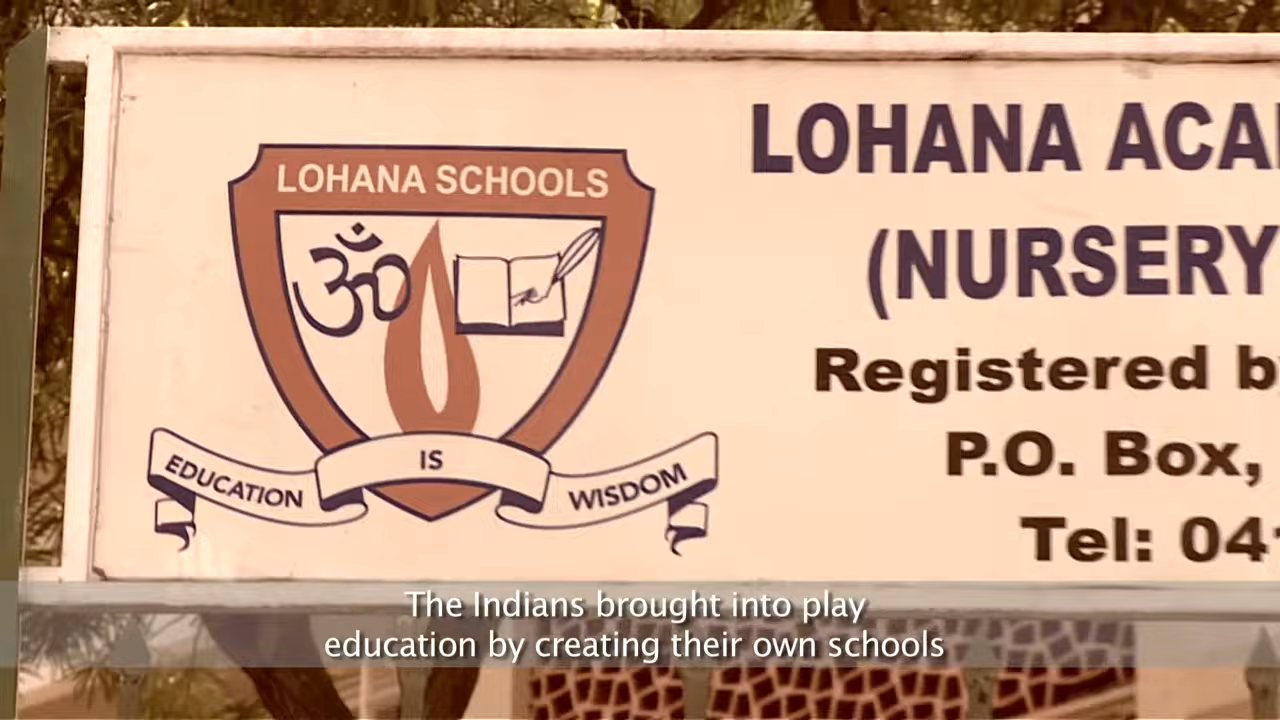 LOHANA SCHOOLS
ॐ
EDUCATION IS WISDOM
LOHANA
(NURSERY
Registered
P.O. Box,
Tel: 04
The Indians brought into play
education by creating their own schools